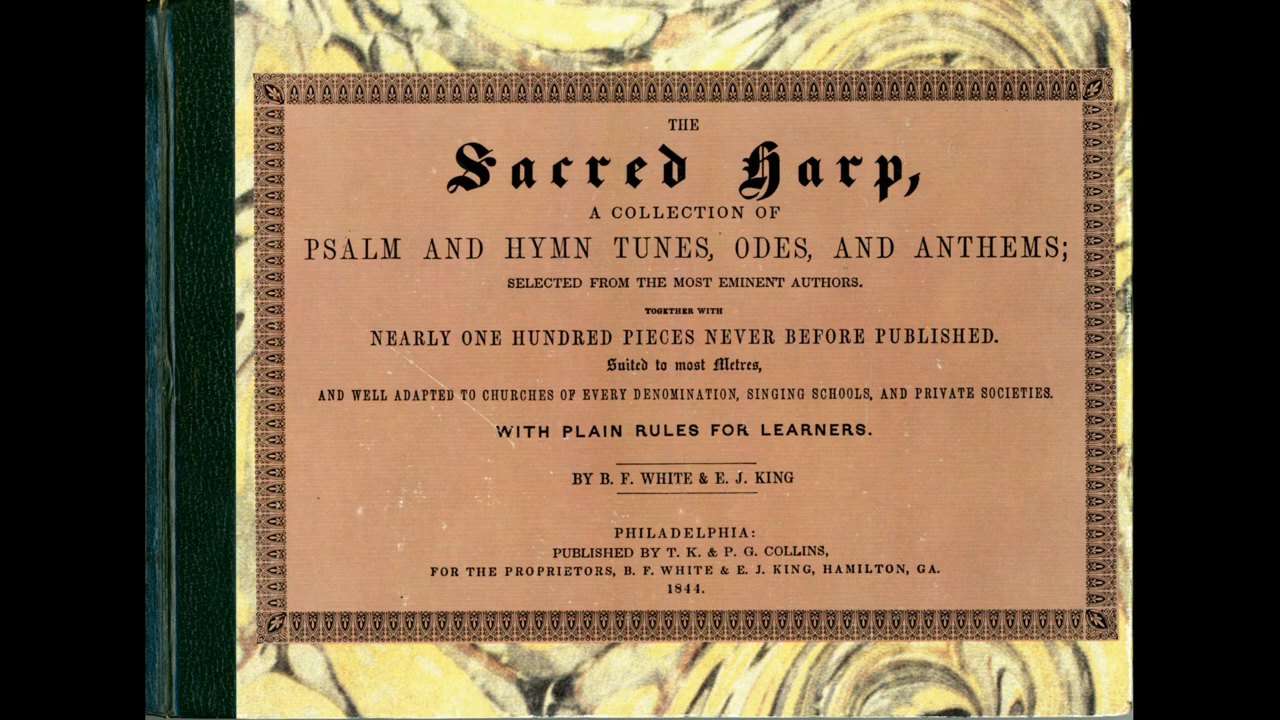 THE
Sacred Harp,
A COLLECTION OF
PSALM AND HYMN TUNES, ODES, AND ANTHEMS;
SELECTED FROM THE MOST EMINENT AUTHORS.
TOGETHER WITH
NEARLY ONE HUNDRED PIECES NEVER BEFORE PUBLISHED.
Suited to most Metres,
AND WELL ADAPTED TO CHURCHES OF EVERY DENOMINATION, SINGING SCHOOLS, AND PRIVATE SOCIETIES.
WITH PLAIN RULES FOR LEARNERS.
BY B. F. WHITE & E. J. KING
PHILADELPHIA:
PUBLISHED BY T. K. & P. G. COLLINS,
FOR THE PROPRIETORS, B. F. WHITE & E. J. KING, HAMILTON, GA.
1844.